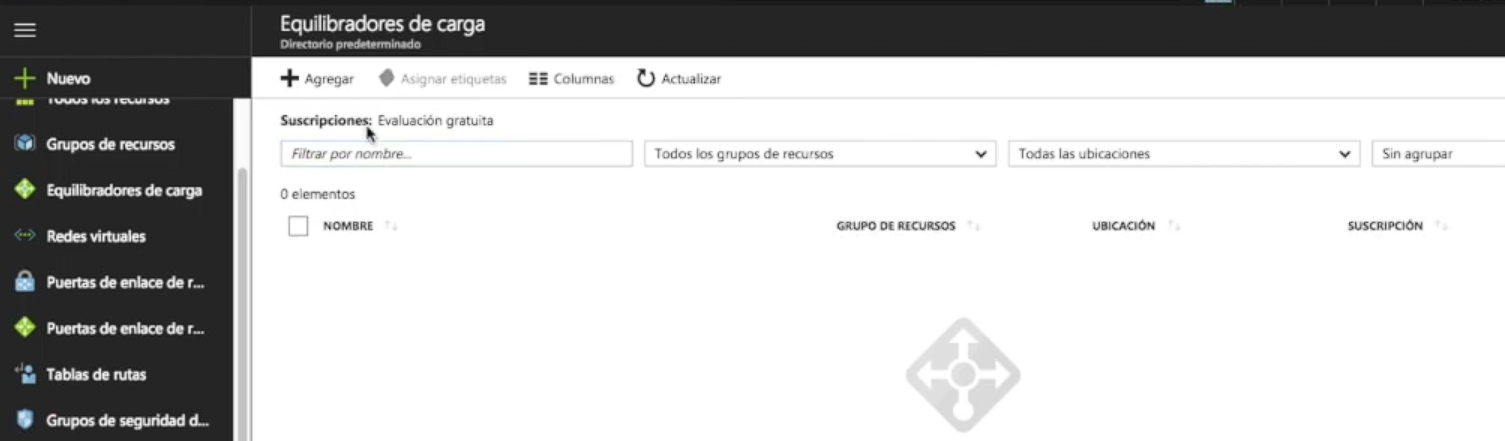 Equilibradores de carga
Directorio predeterminado
Nuevo
Todos los recursos
Grupos de recursos
Equilibradores de carga
Redes virtuales
Puertas de enlace de r...
Puertas de enlace de r...
Tablas de rutas
Grupos de seguridad d...
Agregar Asignar etiquetas Columnas Actualizar
Suscripciones: Evaluación gratuita
Filtrar por nombre... Todos los grupos de recursos Todas las ubicaciones Sin agrupar
0 elementos
NOMBRE GRUPO DE RECURSOS UBICACIÓN SUSCRIPCIÓN